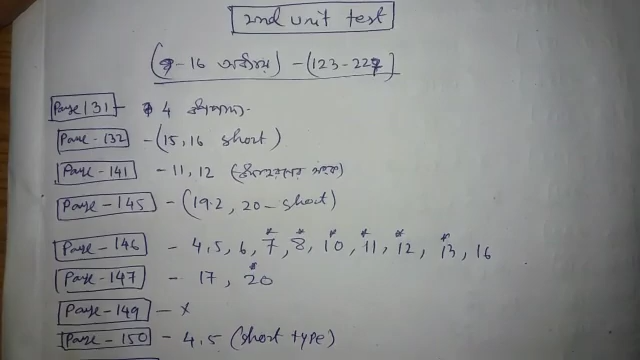 2nd unit test
(9-16 অধ্যায়) - (123-227)
Page 131 - 4 উপপাদ্য.
Page-132 - (15, 16 short)
Page-141 - 11, 12
Page-145 - (19.2, 20 - short)
Page-146 - 4, 5, 6, 7*, 8*, 10*, 11*, 12*, 13*, 16
Page-147 - 17, 20*
Page-149 - x
Page-150 - 4, 5 (short type)